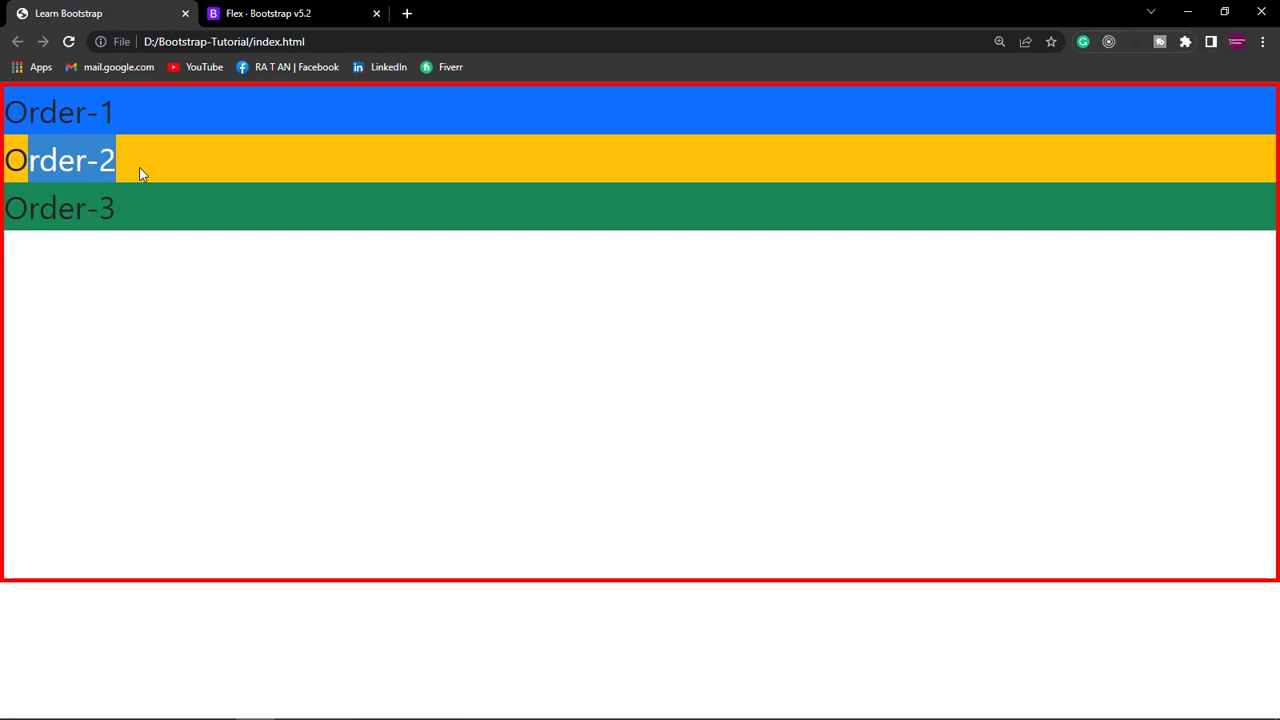 Learn Bootstrap
Flex · Bootstrap v5.2
File D:/Bootstrap-Tutorial/index.html
Apps mail.google.com YouTube RA T AN | Facebook LinkedIn Fiverr
Order-1
Order-2
Order-3